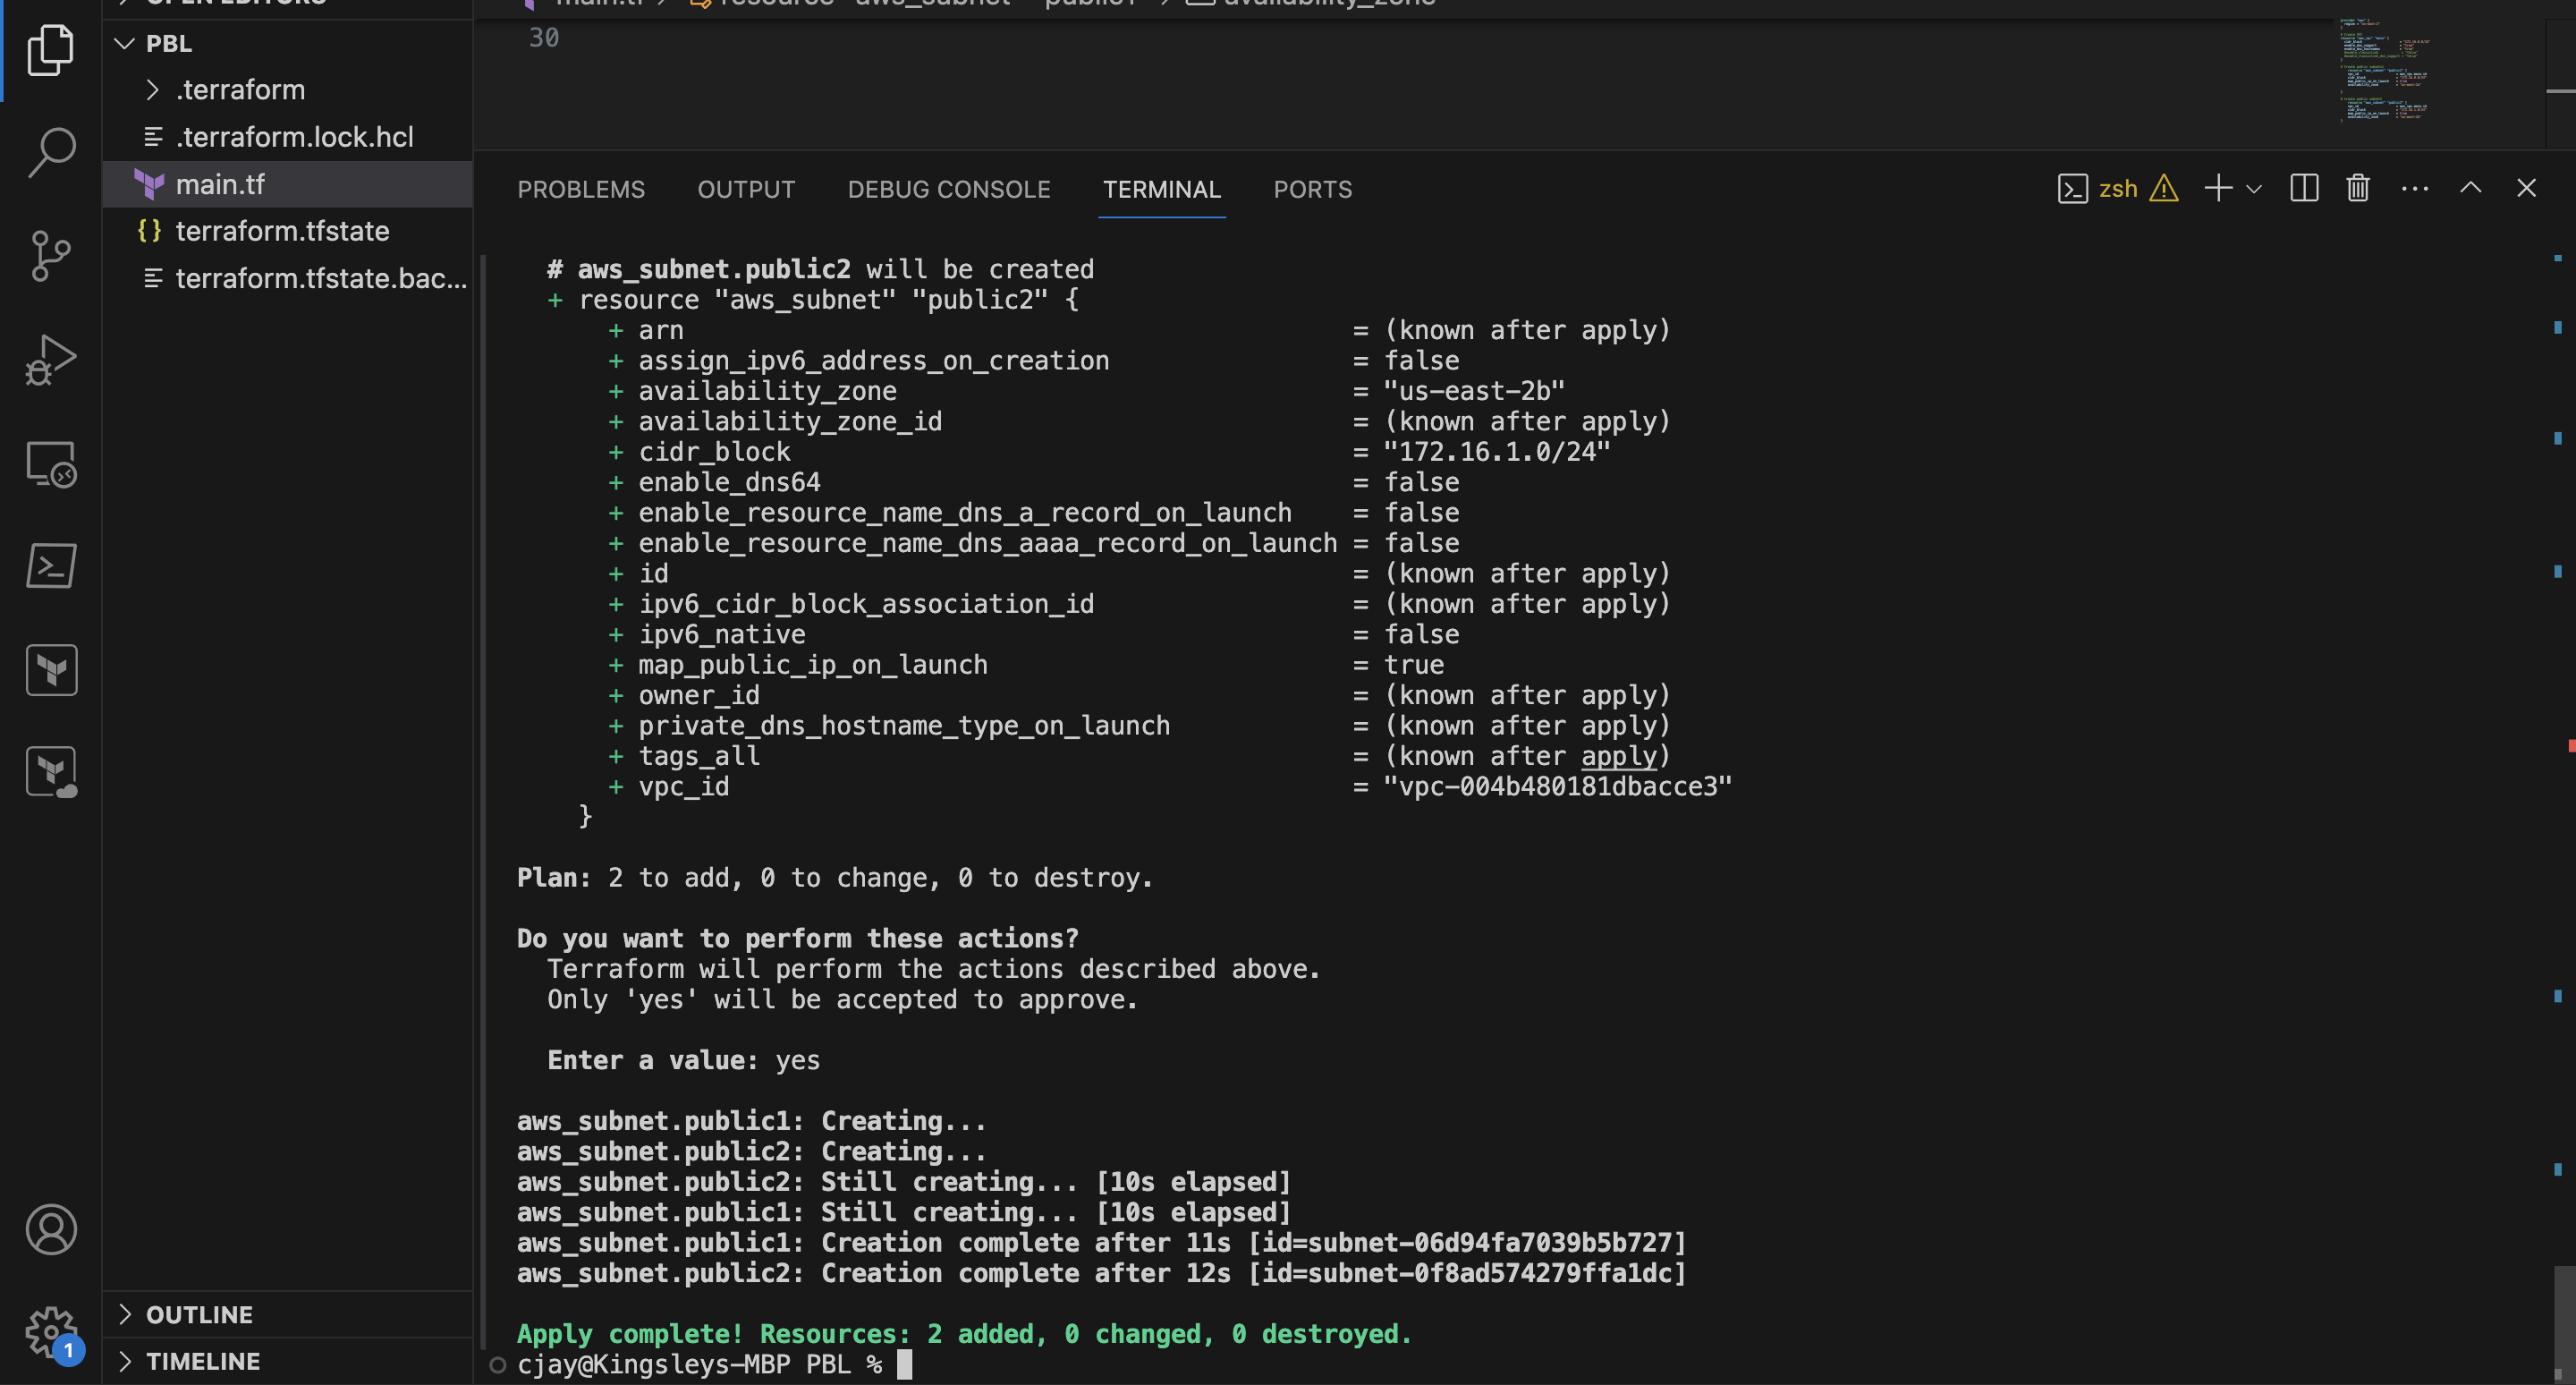 OPEN EDITORS
main.tf > resource "aws_subnet" "public1" > availability_zone
PBL
.terraform
.terraform.lock.hcl
main.tf
terraform.tfstate
terraform.tfstate.bac...
OUTLINE
TIMELINE
1
30
PROBLEMS OUTPUT DEBUG CONSOLE TERMINAL PORTS
zsh
# aws_subnet.public2 will be created
+ resource "aws_subnet" "public2" {
+ arn = (known after apply)
+ assign_ipv6_address_on_creation = false
+ availability_zone = "us-east-2b"
+ availability_zone_id = (known after apply)
+ cidr_block = "172.16.1.0/24"
+ enable_dns64 = false
+ enable_resource_name_dns_a_record_on_launch = false
+ enable_resource_name_dns_aaaa_record_on_launch = false
+ id = (known after apply)
+ ipv6_cidr_block_association_id = (known after apply)
+ ipv6_native = false
+ map_public_ip_on_launch = true
+ owner_id = (known after apply)
+ private_dns_hostname_type_on_launch = (known after apply)
+ tags_all = (known after apply)
+ vpc_id = "vpc-004b480181dbacce3"
}
Plan: 2 to add, 0 to change, 0 to destroy.
Do you want to perform these actions?
Terraform will perform the actions described above.
Only 'yes' will be accepted to approve.
Enter a value: yes
aws_subnet.public1: Creating...
aws_subnet.public2: Creating...
aws_subnet.public2: Still creating... [10s elapsed]
aws_subnet.public1: Still creating... [10s elapsed]
aws_subnet.public1: Creation complete after 11s [id=subnet-06d94fa7039b5b727]
aws_subnet.public2: Creation complete after 12s [id=subnet-0f8ad574279ffa1dc]
Apply complete! Resources: 2 added, 0 changed, 0 destroyed.
cjay@Kingsleys-MBP PBL %